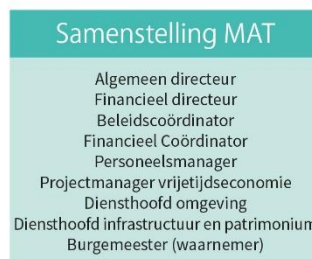 Samenstelling MAT
Algemeen directeur
Financieel directeur
Beleidscoördinator
Financieel Coördinator
Personeelsmanager
Projectmanager vrijetijdseconomie
Diensthoofd omgeving
Diensthoofd infrastructuur en patrimonium
Burgemeester (waarnemer)